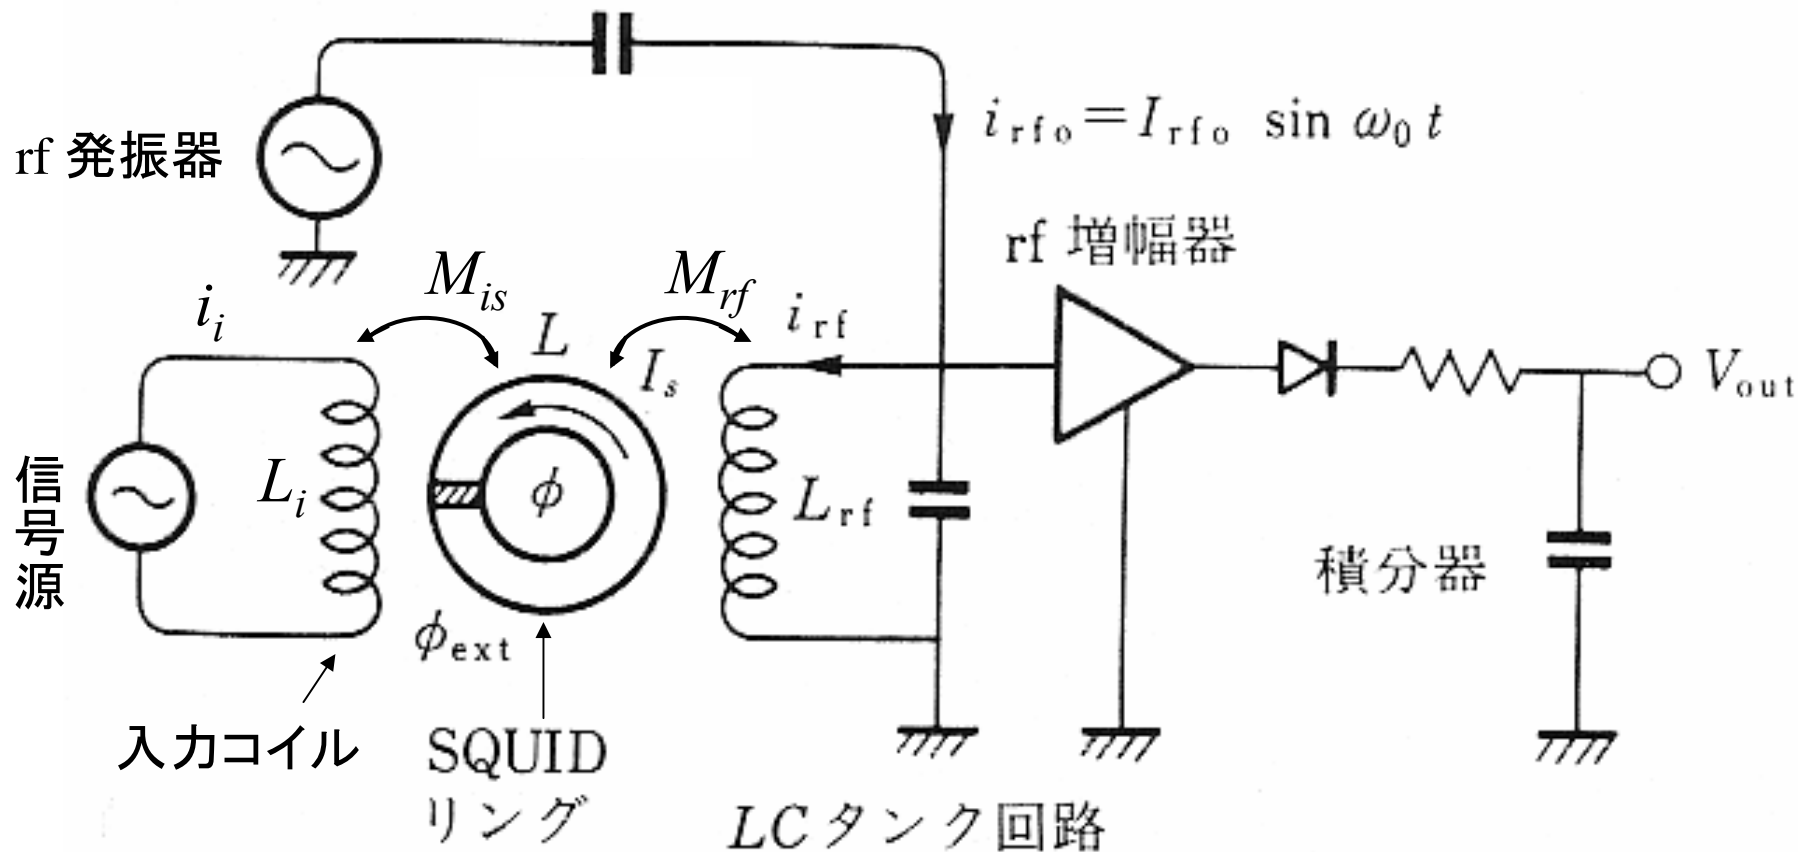 i_rfo = I_rfo sin ω₀ t
rf 発振器
rf 増幅器
M_is
M_rf
i_i
L
I_s
i_rf
V_out
信号源
L_i
ϕ
L_rf
積分器
ϕ_ext
入力コイル
SQUID
リング
LCタンク回路